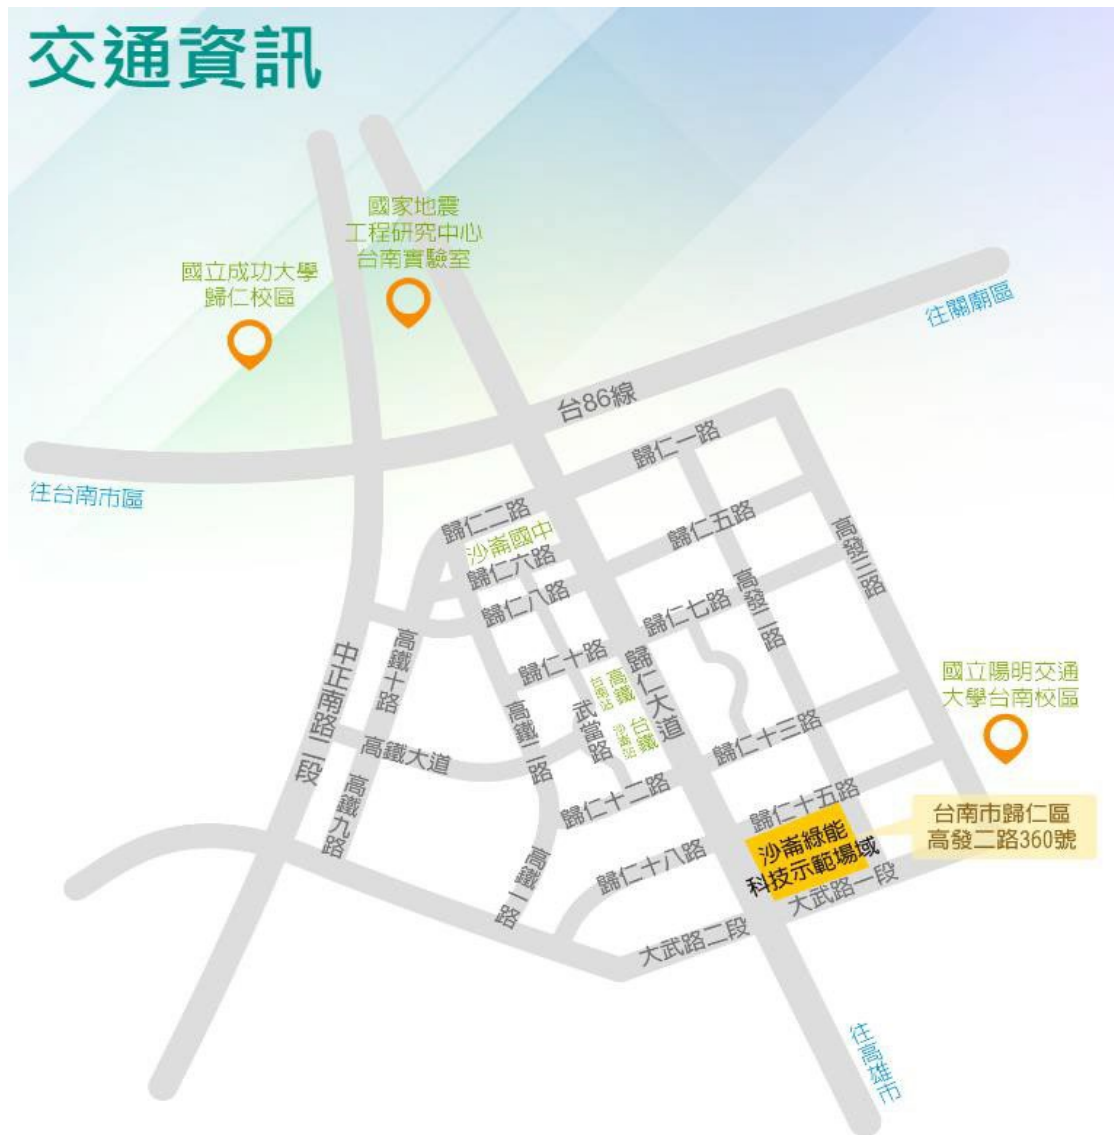 交通資訊
國家地震
工程研究中心
台南實驗室
國立成功大學
歸仁校區
往關廟區
台86線
歸仁一路
往台南市區
歸仁二路
沙崙國中
歸仁六路
歸仁五路
高發三路
歸仁八路
高發二路
歸仁七路
中正南路二段
高鐵十路
歸仁十路
歸仁大道
高鐵
台南站
國立陽明交通
大學台南校區
高鐵二路
武當路
台鐵
沙崙站
高鐵大道
歸仁十三路
高鐵九路
歸仁十二路
歸仁十五路
台南市歸仁區
高發二路360號
沙崙綠能
科技示範場域
高鐵一路
歸仁十八路
大武路一段
大武路二段
往高雄市